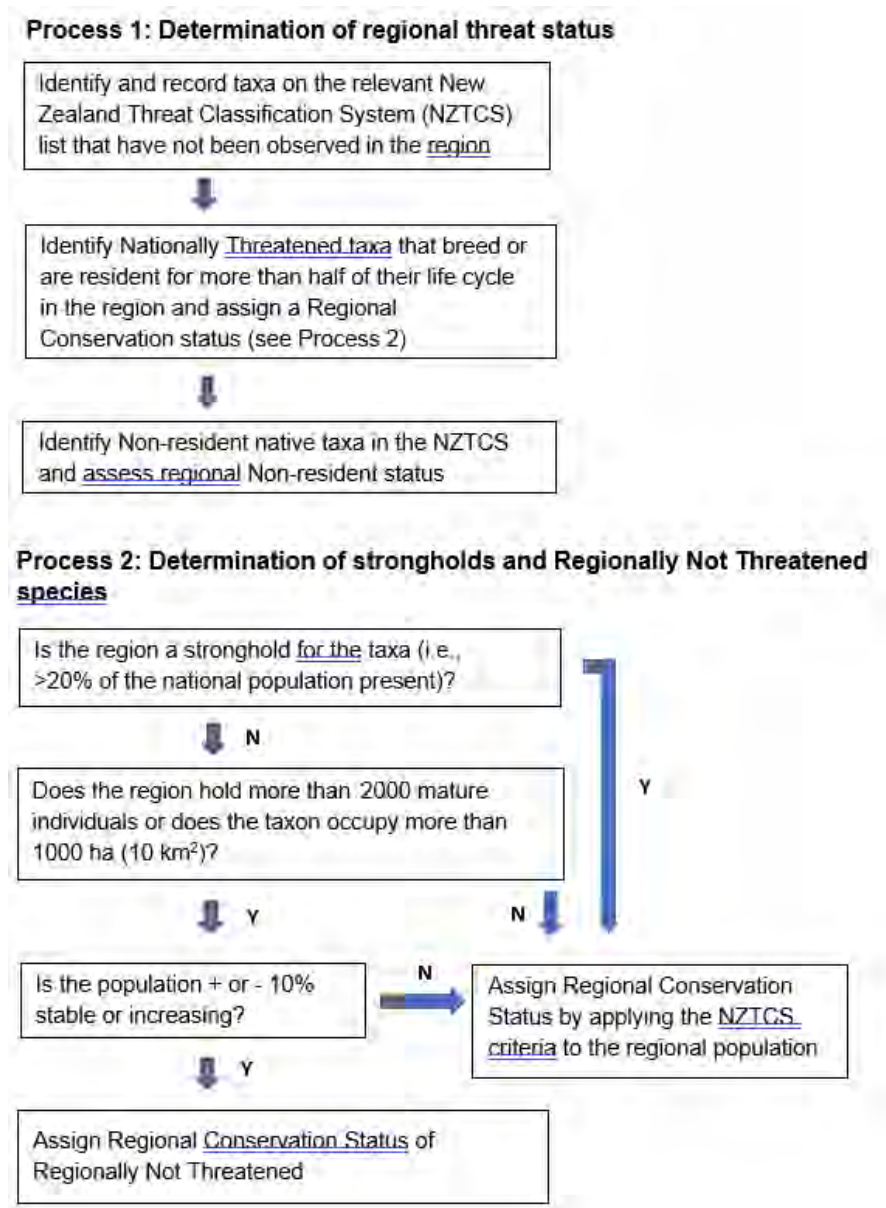 Process 1: Determination of regional threat status
Identify and record taxa on the relevant New
Zealand Threat Classification System (NZTCS)
list that have not been observed in the region
Identify Nationally Threatened taxa that breed or
are resident for more than half of their life cycle
in the region and assign a Regional
Conservation status (see Process 2)
Identify Non-resident native taxa in the NZTCS
and assess regional Non-resident status
Process 2: Determination of strongholds and Regionally Not Threatened
species
Is the region a stronghold for the taxa (i.e.,
>20% of the national population present)?
N
Does the region hold more than 2000 mature
individuals or does the taxon occupy more than
1000 ha (10 km²)?
Y
Y
N
Is the population + or - 10%
stable or increasing?
N
Assign Regional Conservation
Status by applying the NZTCS
criteria to the regional population
Y
Assign Regional Conservation Status of
Regionally Not Threatened